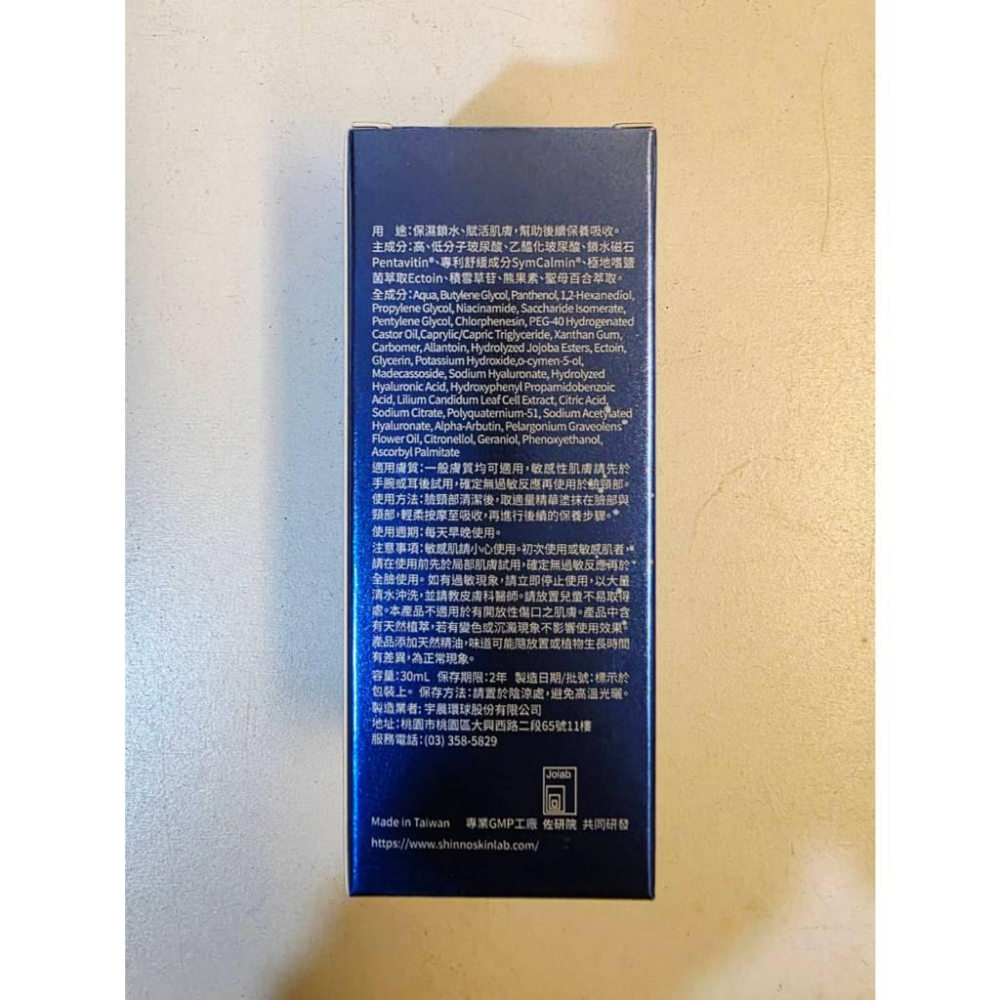 用　途：保濕鎖水、賦活肌膚，幫助後續保養吸收。
主成分：高、低分子玻尿酸、乙醯化玻尿酸、鎖水磁石
Pentavitin®、專利舒緩成分SymCalmin®、極地嗜鹽
菌萃取Ectoin、積雪草苷、熊果素、聖母百合萃取。
全成分：Aqua, Butylene Glycol, Panthenol, 1,2-Hexanediol,
Propylene Glycol, Niacinamide, Saccharide Isomerate,
Pentylene Glycol, Chlorphenesin, PEG-40 Hydrogenated
Castor Oil,Caprylic/Capric Triglyceride, Xanthan Gum,
Carbomer, Allantoin, Hydrolyzed Jojoba Esters, Ectoin,
Glycerin, Potassium Hydroxide,o-cymen-5-ol,
Madecassoside, Sodium Hyaluronate, Hydrolyzed
Hyaluronic Acid, Hydroxyphenyl Propamidobenzoic
Acid, Lilium Candidum Leaf Cell Extract, Citric Acid,
Sodium Citrate, Polyquaternium-51, Sodium Acetylated
Hyaluronate, Alpha-Arbutin, Pelargonium Graveolens
Flower Oil, Citronellol, Geraniol, Phenoxyethanol,
Ascorbyl Palmitate
適用膚質：一般膚質均可適用，敏感性肌膚請先於
手腕或耳後試用，確定無過敏反應再使用於臉頸部。
使用方法：臉頸部清潔後，取適量精華塗抹在臉部與
頸部，輕柔按摩至吸收，再進行後續的保養步驟。
使用週期：每天早晚使用。
注意事項：敏感肌請小心使用。初次使用或敏感肌者，
請在使用前先於局部肌膚試用，確定無過敏反應再於
全臉使用。如有過敏現象，請立即停止使用，以大量
清水沖洗，並請教皮膚科醫師。請放置兒童不易取得
處。本產品不適用於有開放性傷口之肌膚。產品中含
有天然植萃，若有變色或沉澱現象不影響使用效果。
產品添加天然精油，味道可能隨放置或植物生長時間
有差異，為正常現象。
容量：30mL 保存期限：2年 製造日期/批號：標示於
包裝上。 保存方法：請置於陰涼處，避免高溫光曬。
製造業者：宇晨環球股份有限公司
地址：桃園市桃園區大興西路二段65號11樓
服務電話：(03) 358-5829
Jolab
Made in Taiwan 專業GMP工廠 佐研院 共同研發
https://www.shinnoskinlab.com/